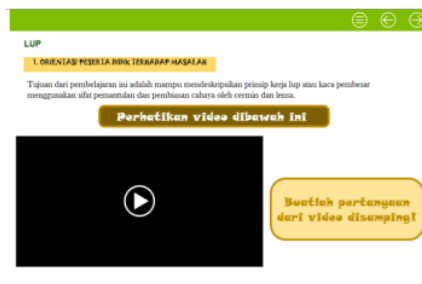 LUP
1. ORIENTASI PESERTA DIDIK TERHADAP MASALAH
Tujuan dari pembelajaran ini adalah mampu mendeskripsikan prinsip kerja lup atau kaca pembesar
menggunakan sifat pemantulan dan pembiasan cahaya oleh cermin dan lensa.
Perhatikan video dibawah ini
Buatlah pertanyaan
dari video disamping!